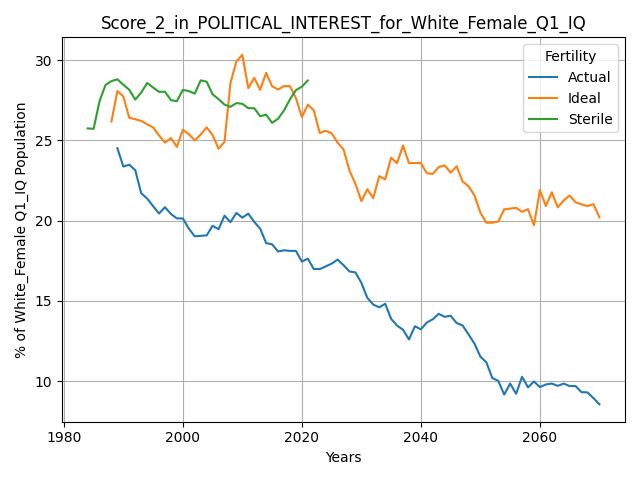 Score_2_in_POLITICAL_INTEREST_for_White_Female_Q1_IQ
% of White_Female Q1_IQ Population
30
25
20
15
10
Fertility
Actual
Ideal
Sterile
1980 2000 2020 2040 2060
Years